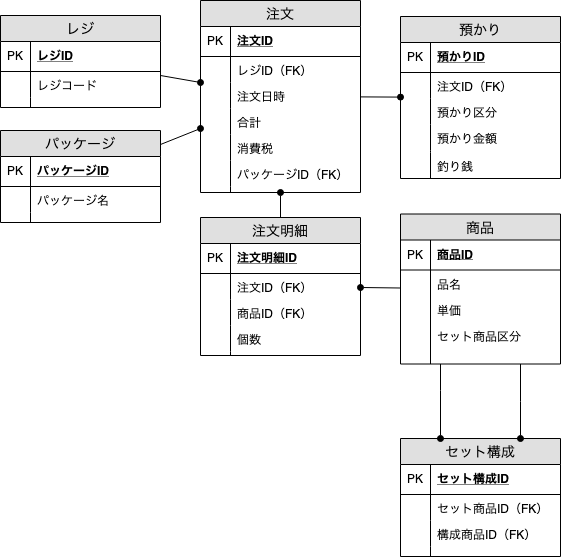 レジ
PK レジID
レジコード
パッケージ
PK パッケージID
パッケージ名
注文
PK 注文ID
レジID（FK）
注文日時
合計
消費税
パッケージID（FK）
預かり
PK 預かりID
注文ID（FK）
預かり区分
預かり金額
釣り銭
注文明細
PK 注文明細ID
注文ID（FK）
商品ID（FK）
個数
商品
PK 商品ID
品名
単価
セット商品区分
セット構成
PK セット構成ID
セット商品ID（FK）
構成商品ID（FK）